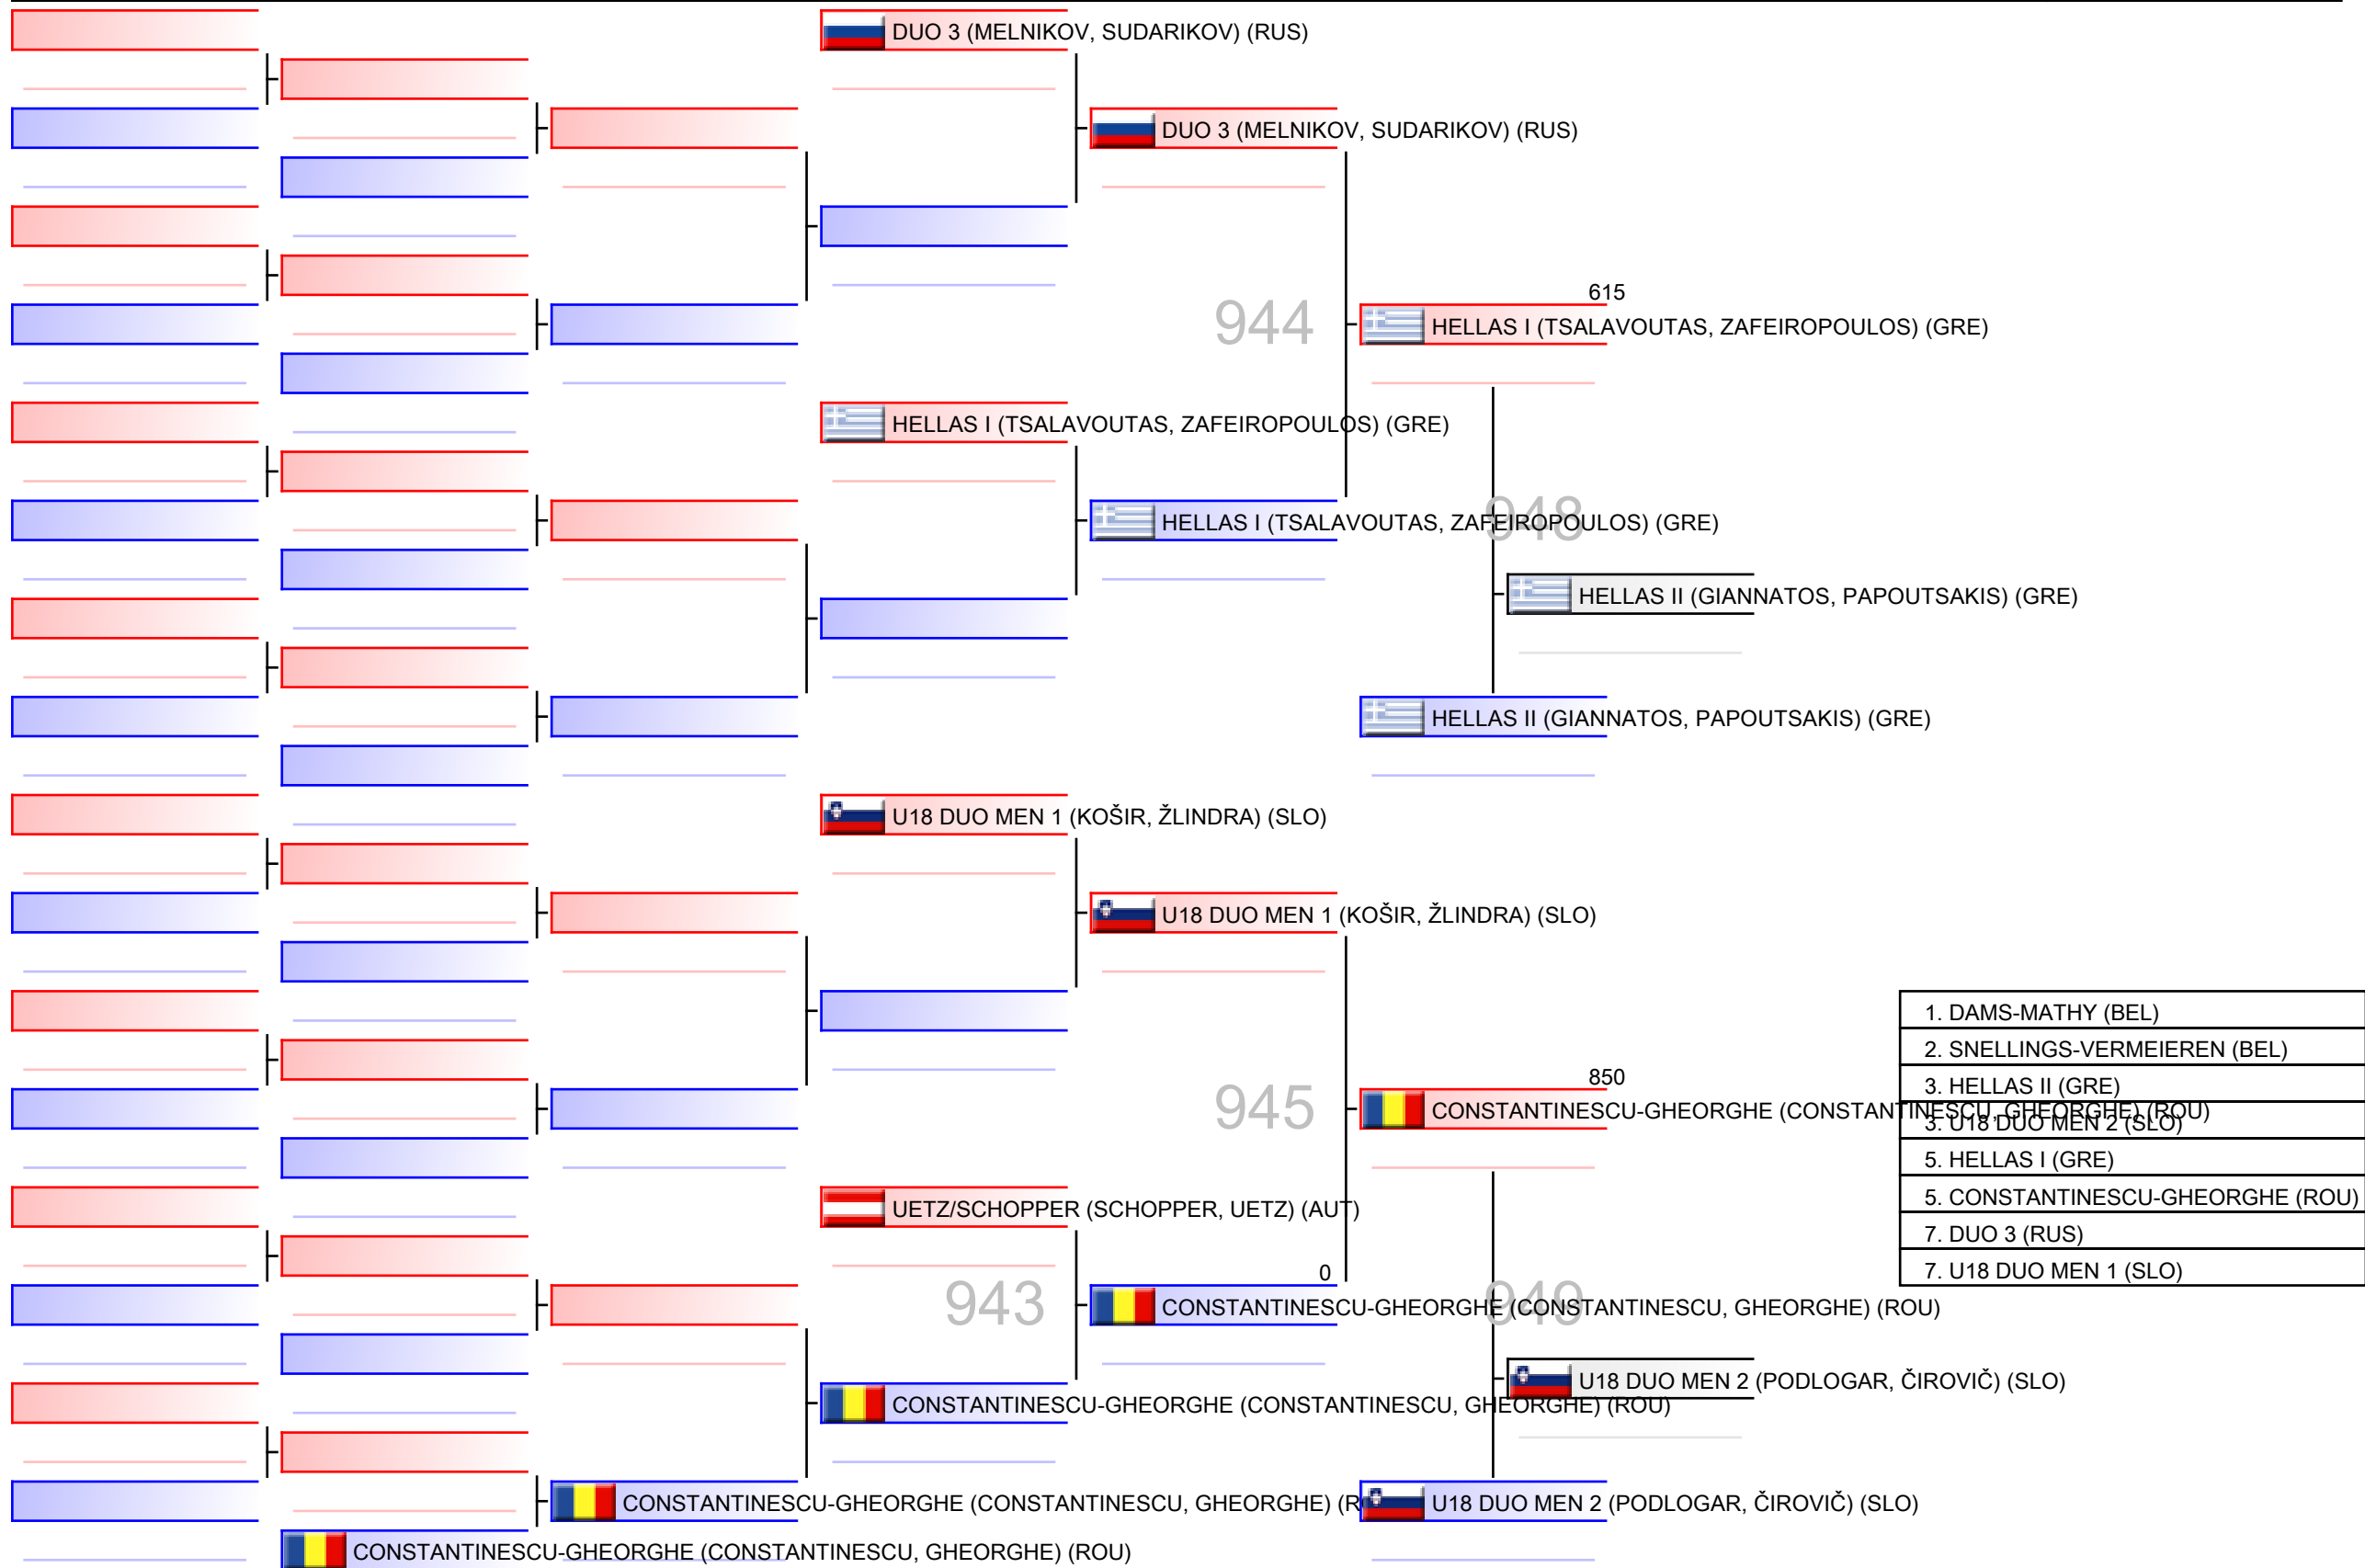 DUO 3 (MELNIKOV, SUDARIKOV) (RUS)
DUO 3 (MELNIKOV, SUDARIKOV) (RUS)
615
944
HELLAS I (TSALAVOUTAS, ZAFEIROPOULOS) (GRE)
HELLAS I (TSALAVOUTAS, ZAFEIROPOULOS) (GRE)
HELLAS I (TSALAVOUTAS, ZAFEIROPOULOS) (GRE)
948
HELLAS II (GIANNATOS, PAPOUTSAKIS) (GRE)
HELLAS II (GIANNATOS, PAPOUTSAKIS) (GRE)
U18 DUO MEN 1 (KOŠIR, ŽLINDRA) (SLO)
U18 DUO MEN 1 (KOŠIR, ŽLINDRA) (SLO)
850
945
CONSTANTINESCU-GHEORGHE (CONSTANTINESCU, GHEORGHE) (ROU)
UETZ/SCHOPPER (SCHOPPER, UETZ) (AUT)
0
943
CONSTANTINESCU-GHEORGHE (CONSTANTINESCU, GHEORGHE) (ROU)
949
U18 DUO MEN 2 (PODLOGAR, ČIROVIČ) (SLO)
CONSTANTINESCU-GHEORGHE (CONSTANTINESCU, GHEORGHE) (ROU)
CONSTANTINESCU-GHEORGHE (CONSTANTINESCU, GHEORGHE) (R
U18 DUO MEN 2 (PODLOGAR, ČIROVIČ) (SLO)
CONSTANTINESCU-GHEORGHE (CONSTANTINESCU, GHEORGHE) (ROU)
1. DAMS-MATHY (BEL)
2. SNELLINGS-VERMEIEREN (BEL)
3. HELLAS II (GRE)
3. U18 DUO MEN 2 (SLO)
5. HELLAS I (GRE)
5. CONSTANTINESCU-GHEORGHE (ROU)
7. DUO 3 (RUS)
7. U18 DUO MEN 1 (SLO)